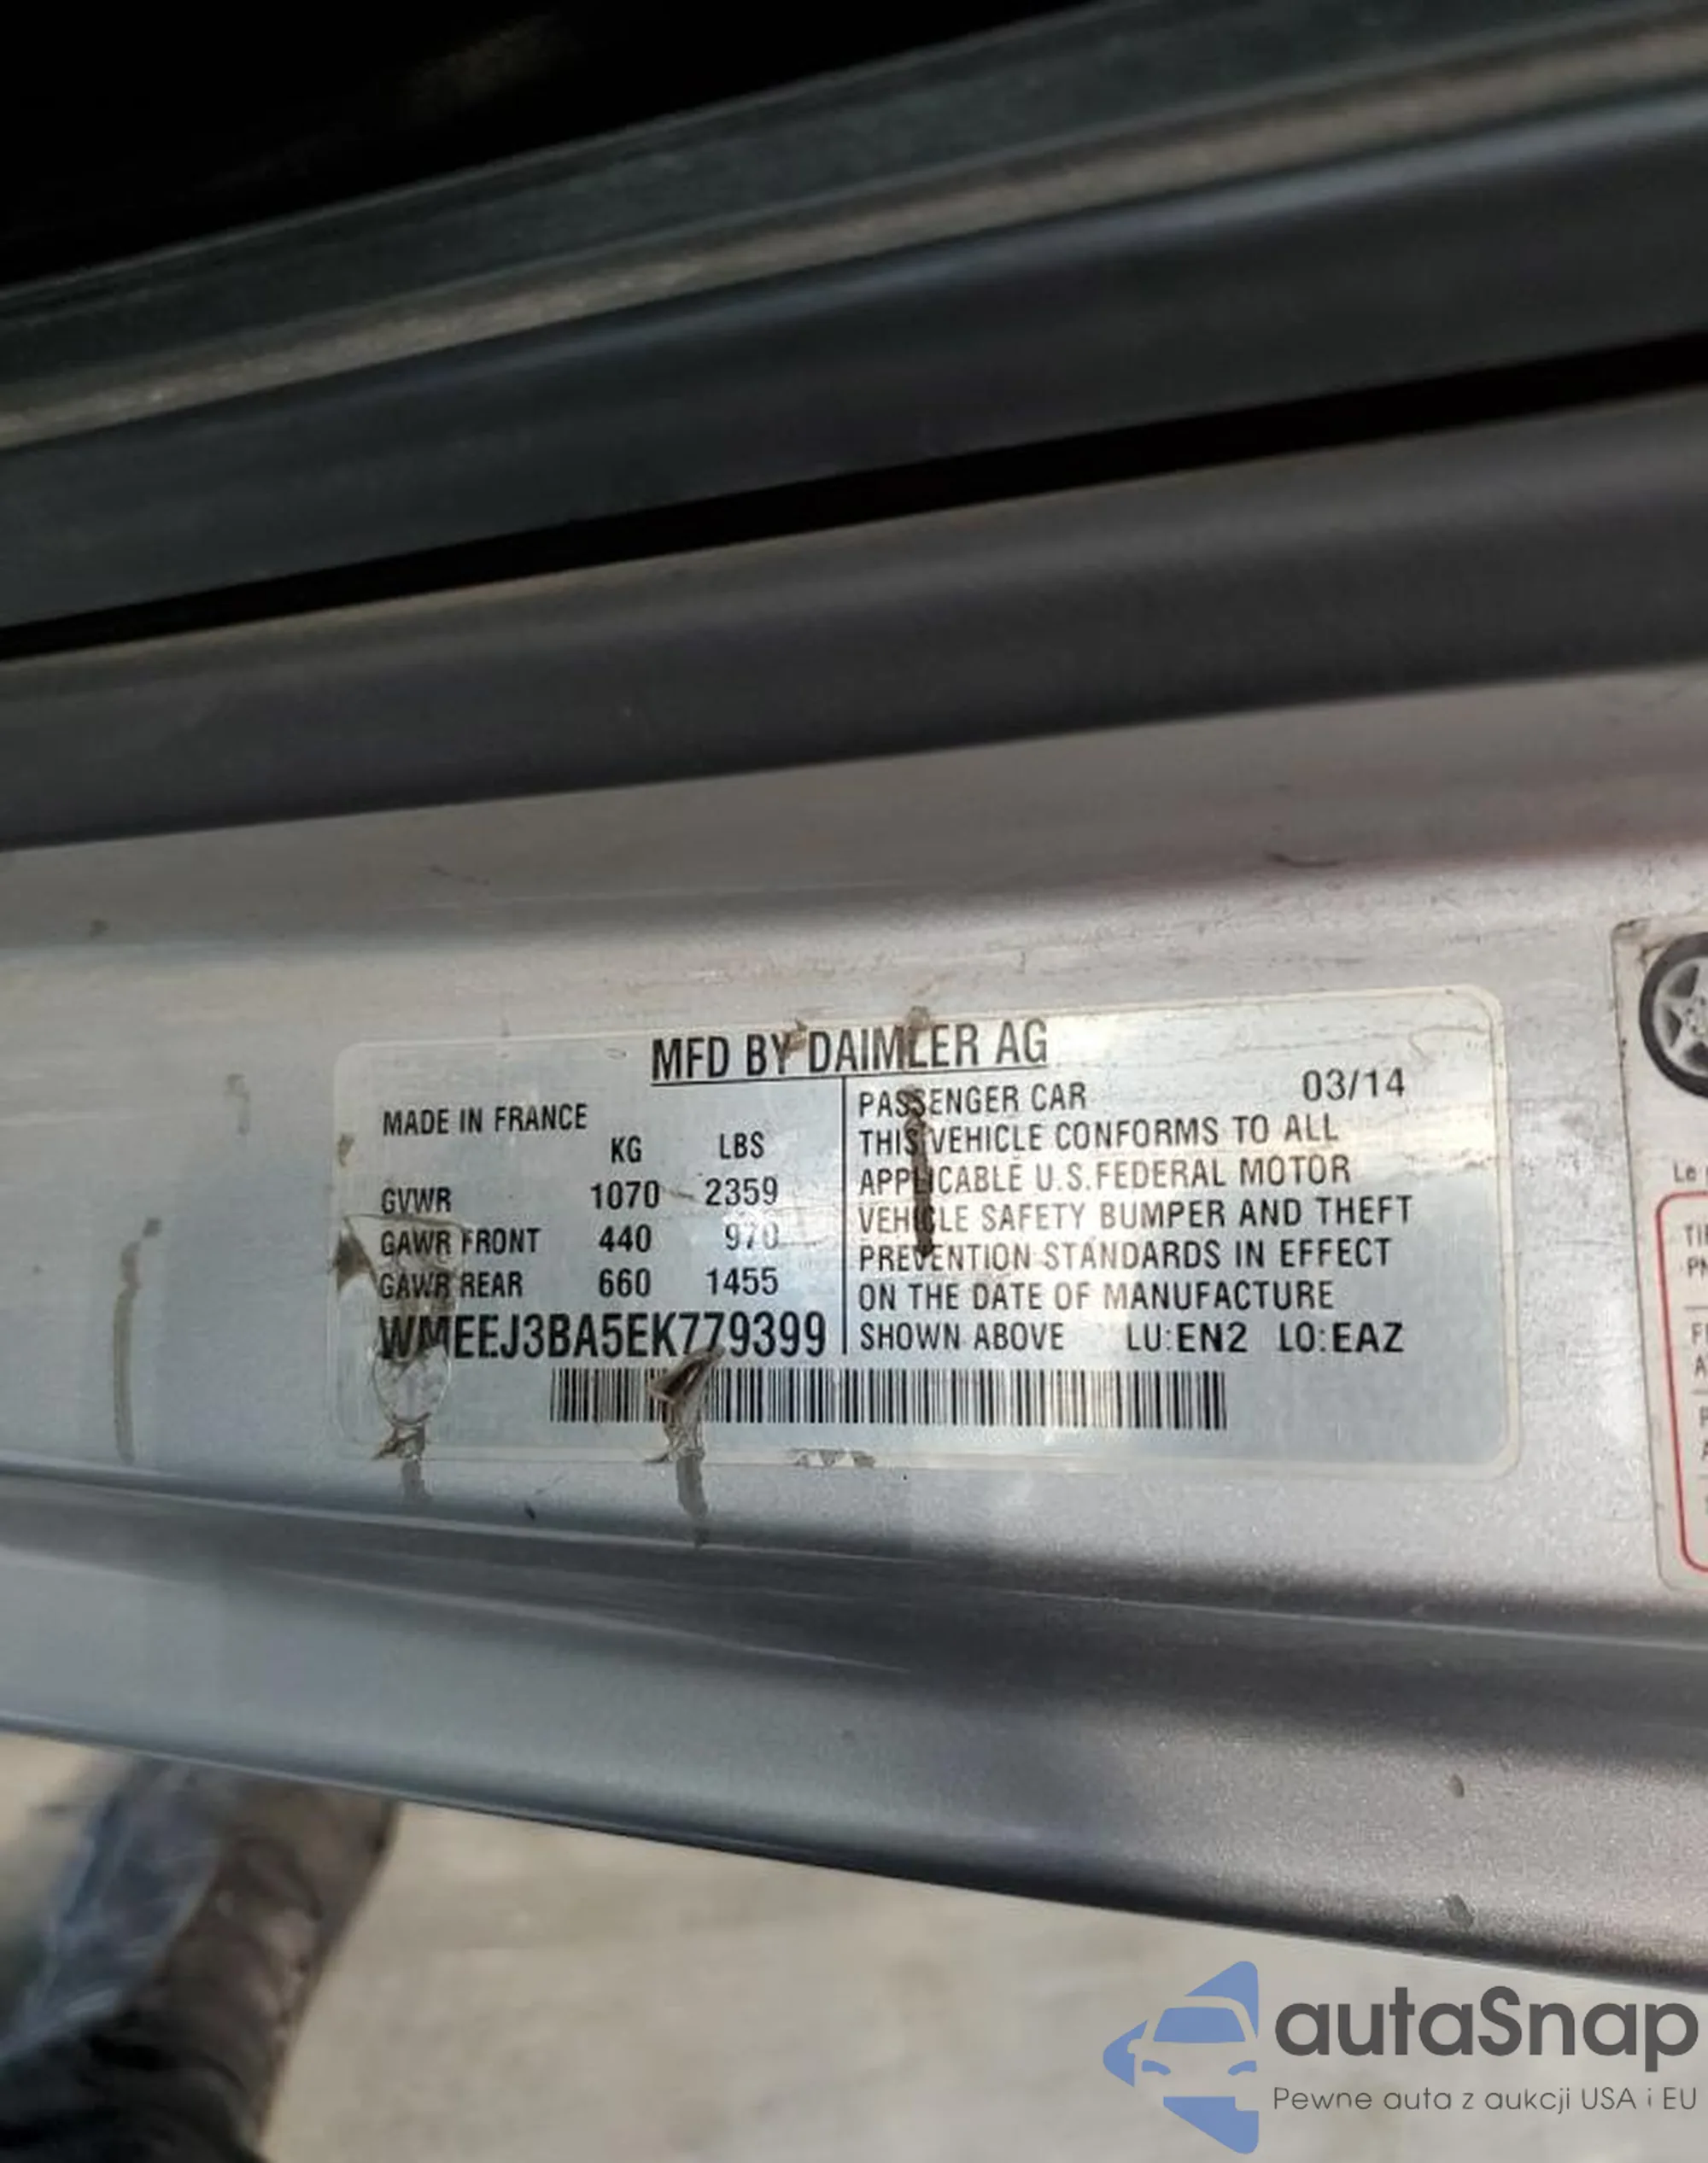 MFD BY DAIMLER AG
MADE IN FRANCE
KG LBS
GVWR 1070 2359
GAWR FRONT 440 970
GAWR REAR 660 1455
WMEEJ3BA5EK779399
PASSENGER CAR 03/14
THIS VEHICLE CONFORMS TO ALL
APPLICABLE U.S.FEDERAL MOTOR
VEHICLE SAFETY BUMPER AND THEFT
PREVENTION STANDARDS IN EFFECT
ON THE DATE OF MANUFACTURE
SHOWN ABOVE LU:EN2 LO:EAZ
Le
autaSnap
Pewne auta z aukcji USA i EU